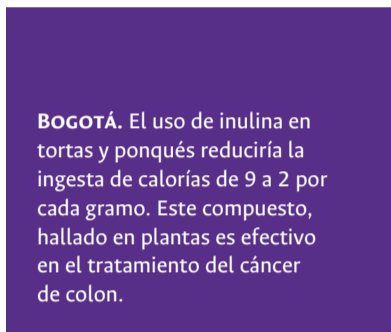 BOGOTÁ. El uso de inulina en
tortas y ponqués reduciría la
ingesta de calorías de 9 a 2 por
cada gramo. Este compuesto,
hallado en plantas es efectivo
en el tratamiento del cáncer
de colon.